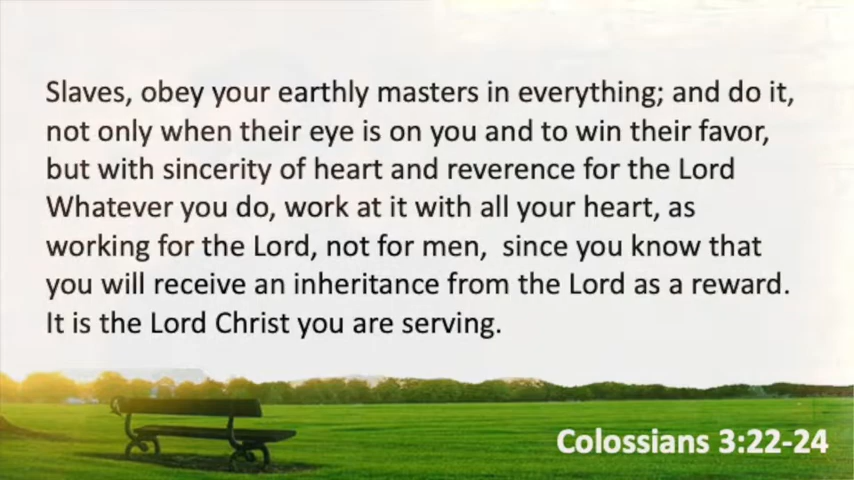 Slaves, obey your earthly masters in everything; and do it,
not only when their eye is on you and to win their favor,
but with sincerity of heart and reverence for the Lord
Whatever you do, work at it with all your heart, as
working for the Lord, not for men,  since you know that
you will receive an inheritance from the Lord as a reward.
It is the Lord Christ you are serving.
Colossians 3:22-24